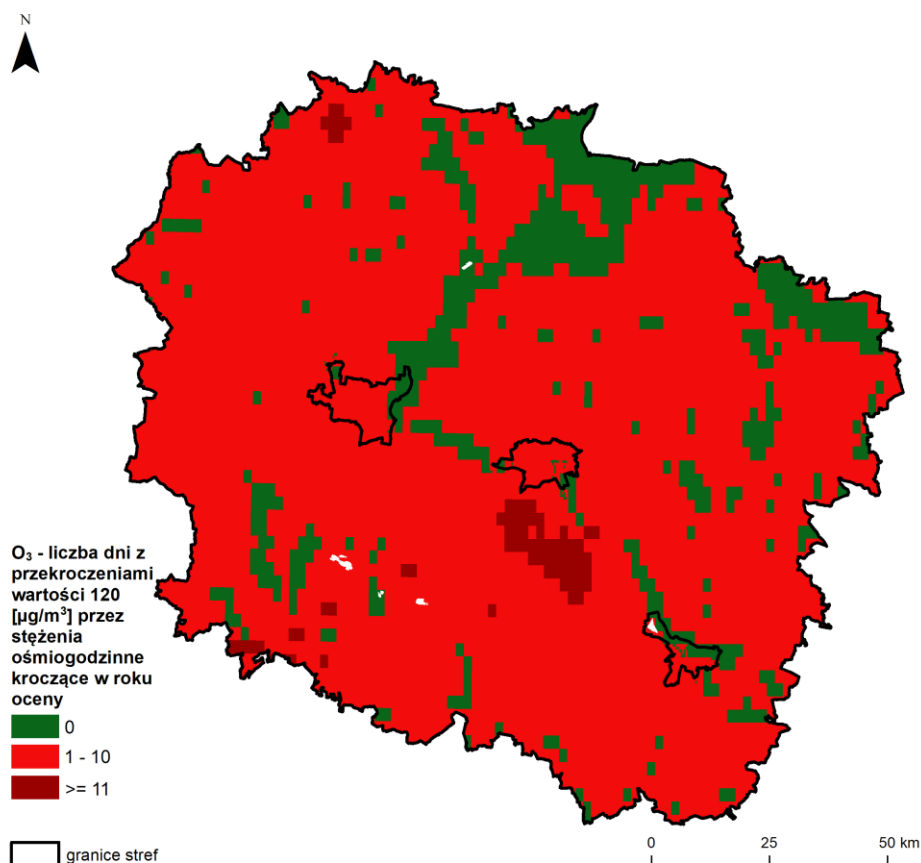 N
O₃ - liczba dni z
przekroczeniami
wartości 120
[µg/m³] przez
stężenia
ośmiogodzinne
kroczące w roku
oceny
0
1 - 10
>= 11
granice stref
0 25 50 km